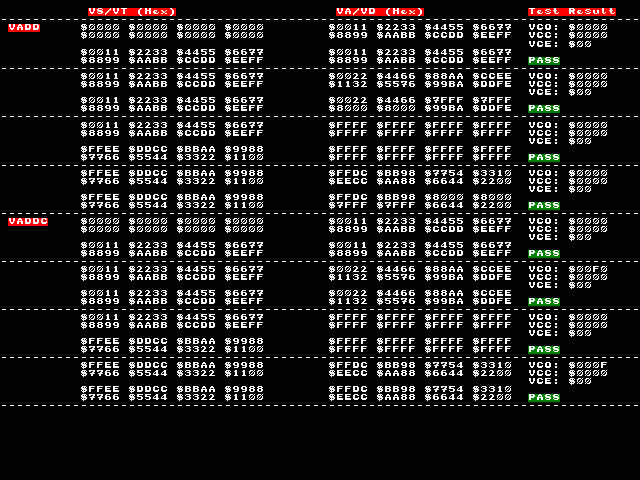 VS/VT (Hex) VA/VD (Hex) Test Result
VADD $0000 $0000 $0000 $0000 $0011 $2233 $4455 $6677 VCO: $0000
$0000 $0000 $0000 $0000 $8899 $AABB $CCDD $EEFF VCC: $0000
VCE: $00
$0011 $2233 $4455 $6677 $0011 $2233 $4455 $6677
$8899 $AABB $CCDD $EEFF $8899 $AABB $CCDD $EEFF PASS
$0011 $2233 $4455 $6677 $0022 $4466 $88AA $CCEE VCO: $0000
$8899 $AABB $CCDD $EEFF $1132 $5576 $99BA $DDFE VCC: $0000
VCE: $00
$0011 $2233 $4455 $6677 $0022 $4466 $7FFF $7FFF
$8899 $AABB $CCDD $EEFF $8000 $8000 $99BA $DDFE PASS
$0011 $2233 $4455 $6677 $FFFF $FFFF $FFFF $FFFF VCO: $0000
$8899 $AABB $CCDD $EEFF $FFFF $FFFF $FFFF $FFFF VCC: $0000
VCE: $00
$FFEE $DDCC $BBAA $9988 $FFFF $FFFF $FFFF $FFFF
$7766 $5544 $3322 $1100 $FFFF $FFFF $FFFF $FFFF PASS
$FFEE $DDCC $BBAA $9988 $FFDC $BB98 $7754 $3310 VCO: $0000
$7766 $5544 $3322 $1100 $EECC $AA88 $6644 $2200 VCC: $0000
VCE: $00
$FFEE $DDCC $BBAA $9988 $FFDC $BB98 $8000 $8000
$7766 $5544 $3322 $1100 $7FFF $7FFF $6644 $2200 PASS
VADDC $0000 $0000 $0000 $0000 $0011 $2233 $4455 $6677 VCO: $0000
$0000 $0000 $0000 $0000 $8899 $AABB $CCDD $EEFF VCC: $0000
VCE: $00
$0011 $2233 $4455 $6677 $0011 $2233 $4455 $6677
$8899 $AABB $CCDD $EEFF $8899 $AABB $CCDD $EEFF PASS
$0011 $2233 $4455 $6677 $0022 $4466 $88AA $CCEE VCO: $00F0
$8899 $AABB $CCDD $EEFF $1132 $5576 $99BA $DDFE VCC: $0000
VCE: $00
$0011 $2233 $4455 $6677 $0022 $4466 $88AA $CCEE
$8899 $AABB $CCDD $EEFF $1132 $5576 $99BA $DDFE PASS
$0011 $2233 $4455 $6677 $FFFF $FFFF $FFFF $FFFF VCO: $0000
$8899 $AABB $CCDD $EEFF $FFFF $FFFF $FFFF $FFFF VCC: $0000
VCE: $00
$FFEE $DDCC $BBAA $9988 $FFFF $FFFF $FFFF $FFFF
$7766 $5544 $3322 $1100 $FFFF $FFFF $FFFF $FFFF PASS
$FFEE $DDCC $BBAA $9988 $FFDC $BB98 $7754 $3310 VCO: $000F
$7766 $5544 $3322 $1100 $EECC $AA88 $6644 $2200 VCC: $0000
VCE: $00
$FFEE $DDCC $BBAA $9988 $FFDC $BB98 $7754 $3310
$7766 $5544 $3322 $1100 $EECC $AA88 $6644 $2200 PASS